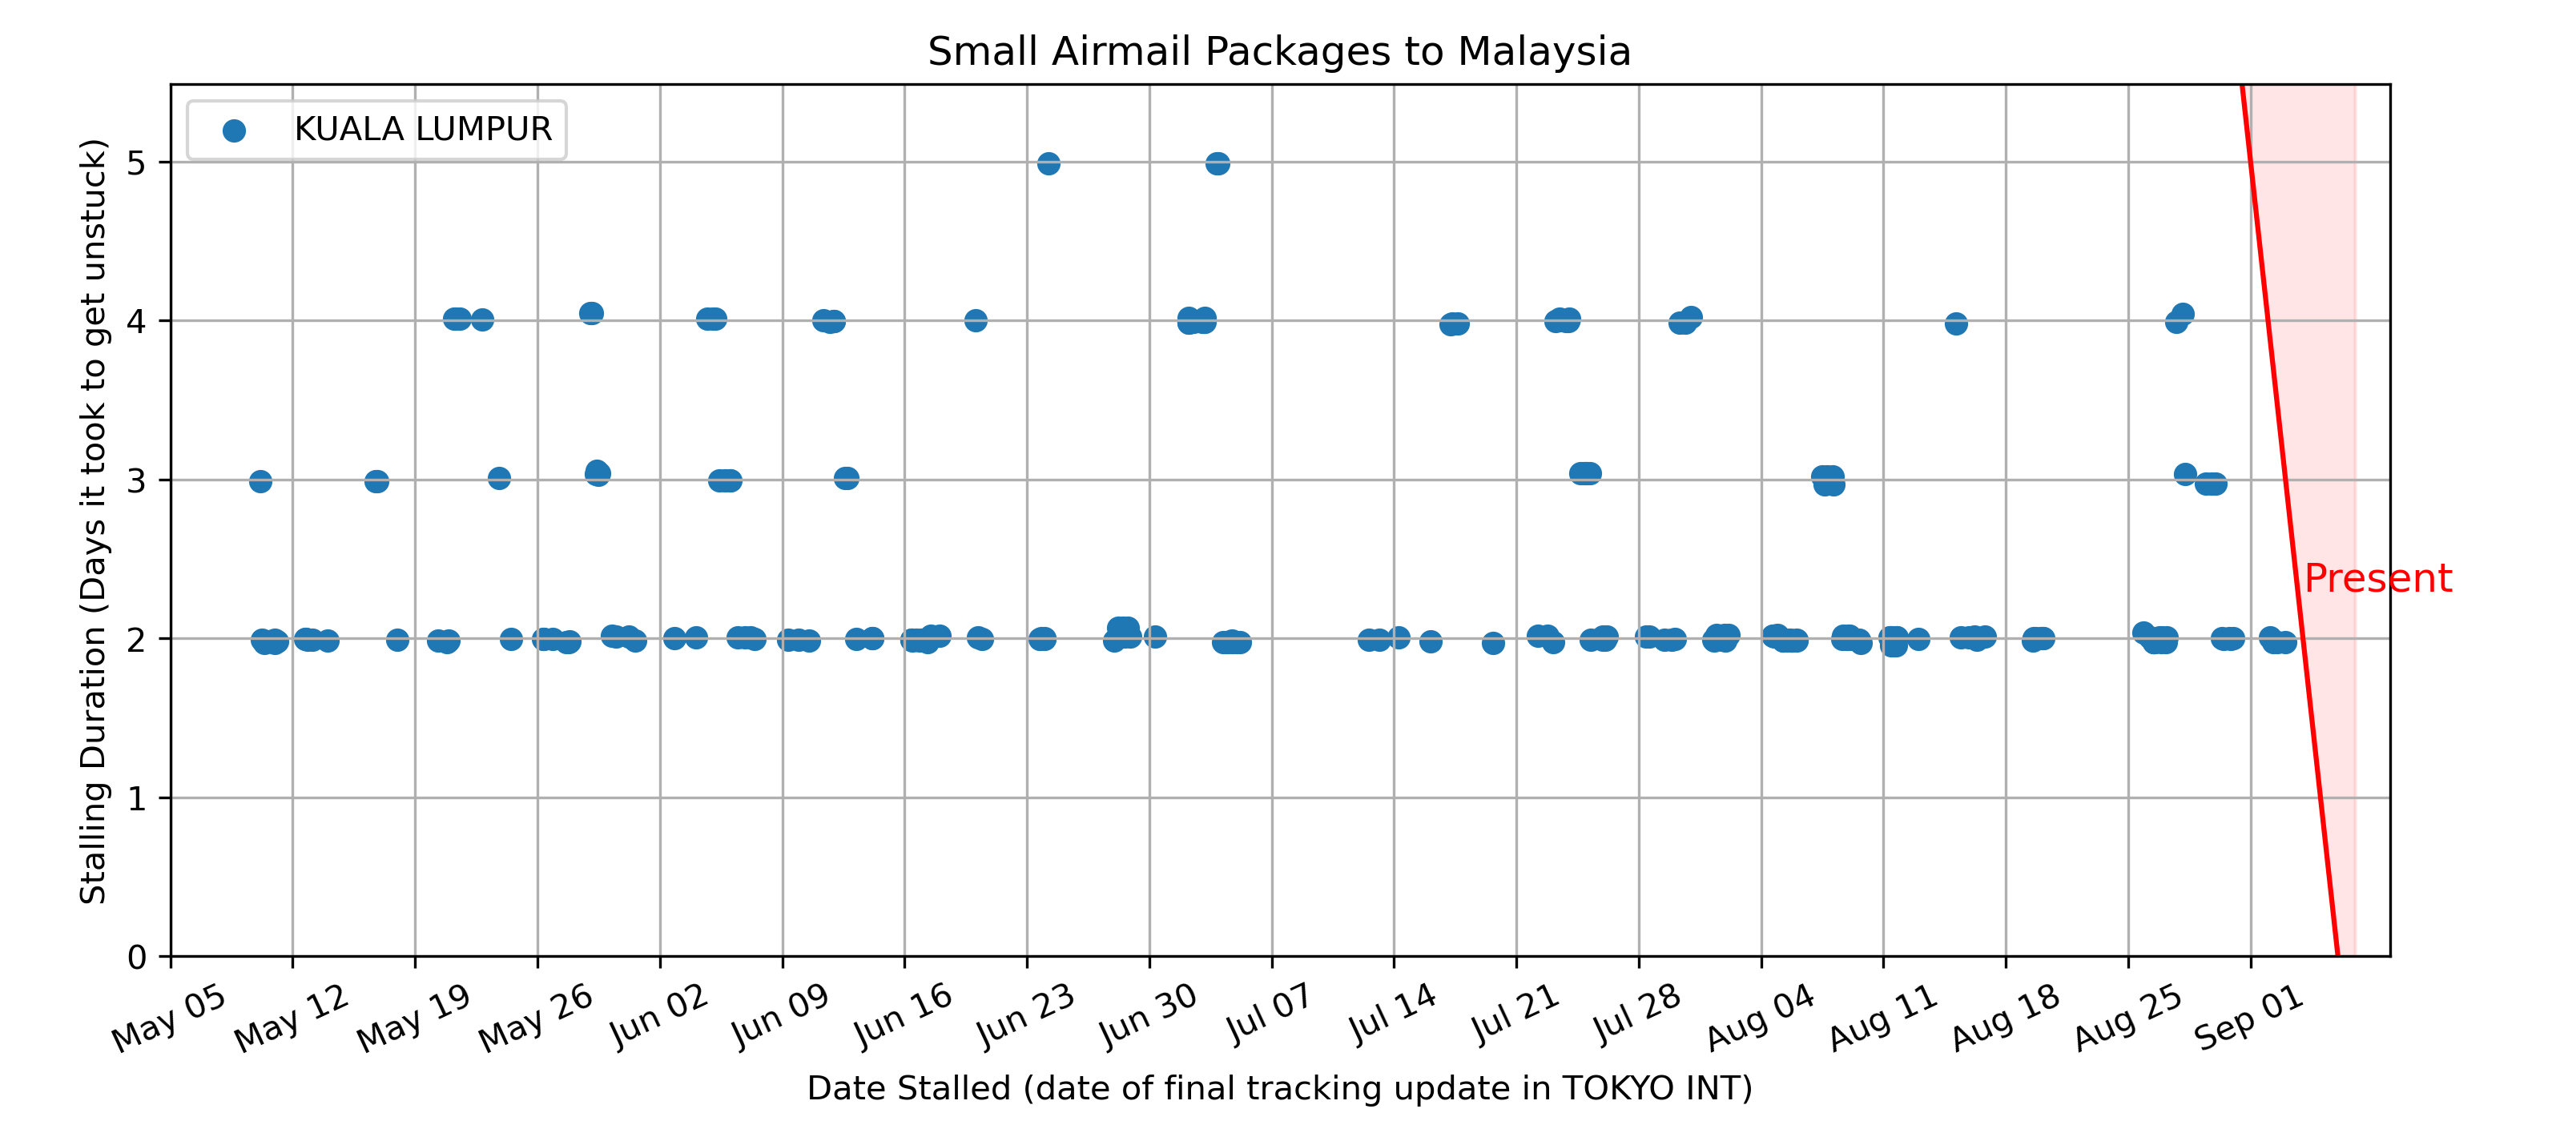 Small Airmail Packages to Malaysia
KUALA LUMPUR
Stalling Duration (Days it took to get unstuck)
5
4
3
2
1
0
Present
May 05
May 12
May 19
May 26
Jun 02
Jun 09
Jun 16
Jun 23
Jun 30
Jul 07
Jul 14
Jul 21
Jul 28
Aug 04
Aug 11
Aug 18
Aug 25
Sep 01
Date Stalled (date of final tracking update in TOKYO INT)